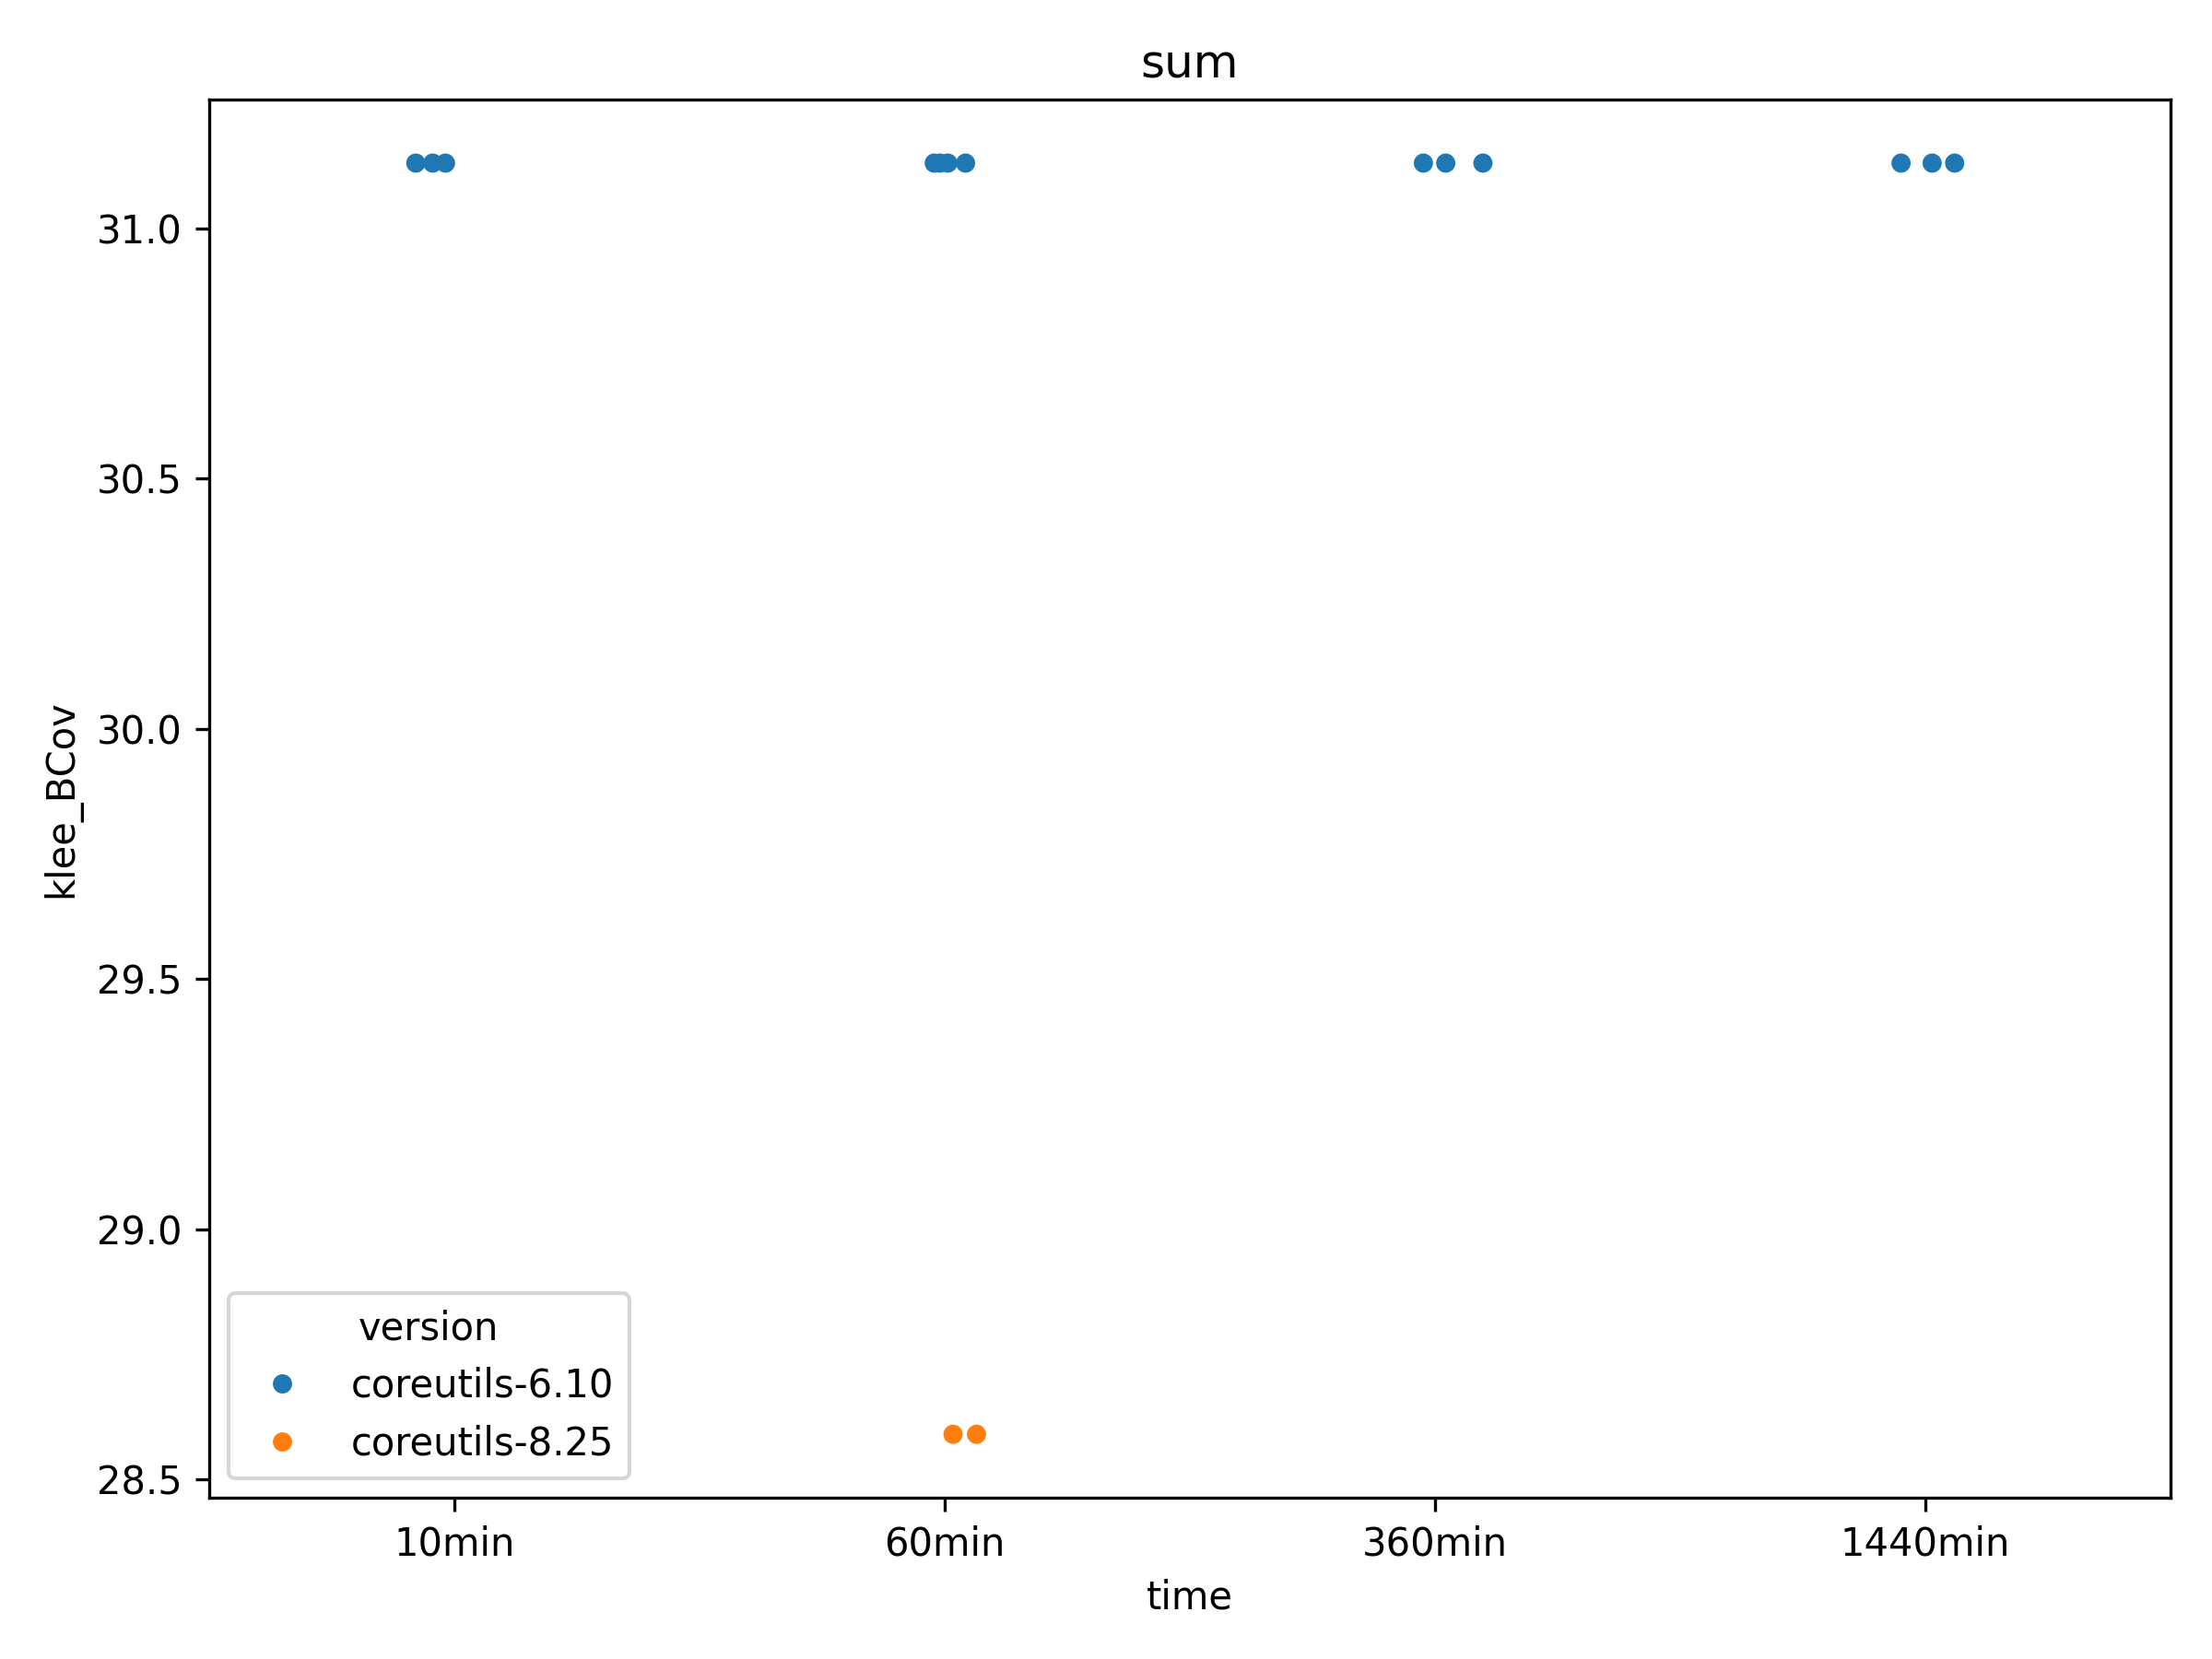 sum
31.0
30.5
30.0
29.5
29.0
28.5
klee_BCov
version
coreutils-6.10
coreutils-8.25
10min 60min 360min 1440min
time